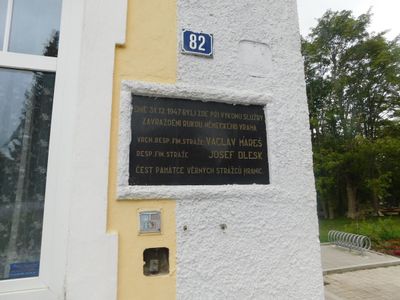 82
DNE 31.12.1947 BYLI ZDE PŘI VÝKONU SLUŽBY
ZAVRAŽDĚNI RUKOU NĚMECKÉHO VRAHA
VRCH. RESP. FIN. STRÁŽE VÁCLAV MAREŠ
RESP. FIN. STRÁŽE JOSEF DLESK
ČEST PAMÁTCE VĚRNÝCH STRÁŽCŮ HRANIC.